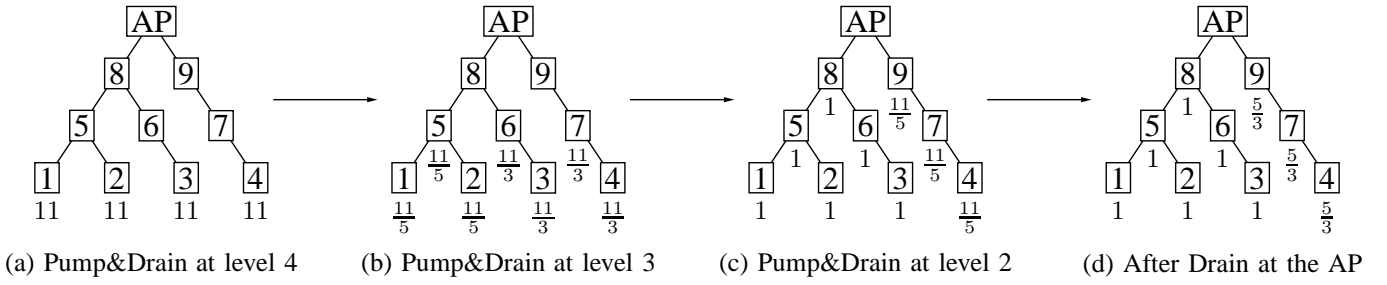 AP AP AP AP
8 9 8 9 8 9 8 9
1 11/5 1 5/3
5 6 7 5 6 7 5 6 7 5 6 7
11/5 11/3 11/3 1 1 11/5 1 1 5/3
1 2 3 4 1 2 3 4 1 2 3 4 1 2 3 4
11 11 11 11 11/5 11/5 11/3 11/3 1 1 1 11/5 1 1 1 5/3
(a) Pump&Drain at level 4 (b) Pump&Drain at level 3 (c) Pump&Drain at level 2 (d) After Drain at the AP